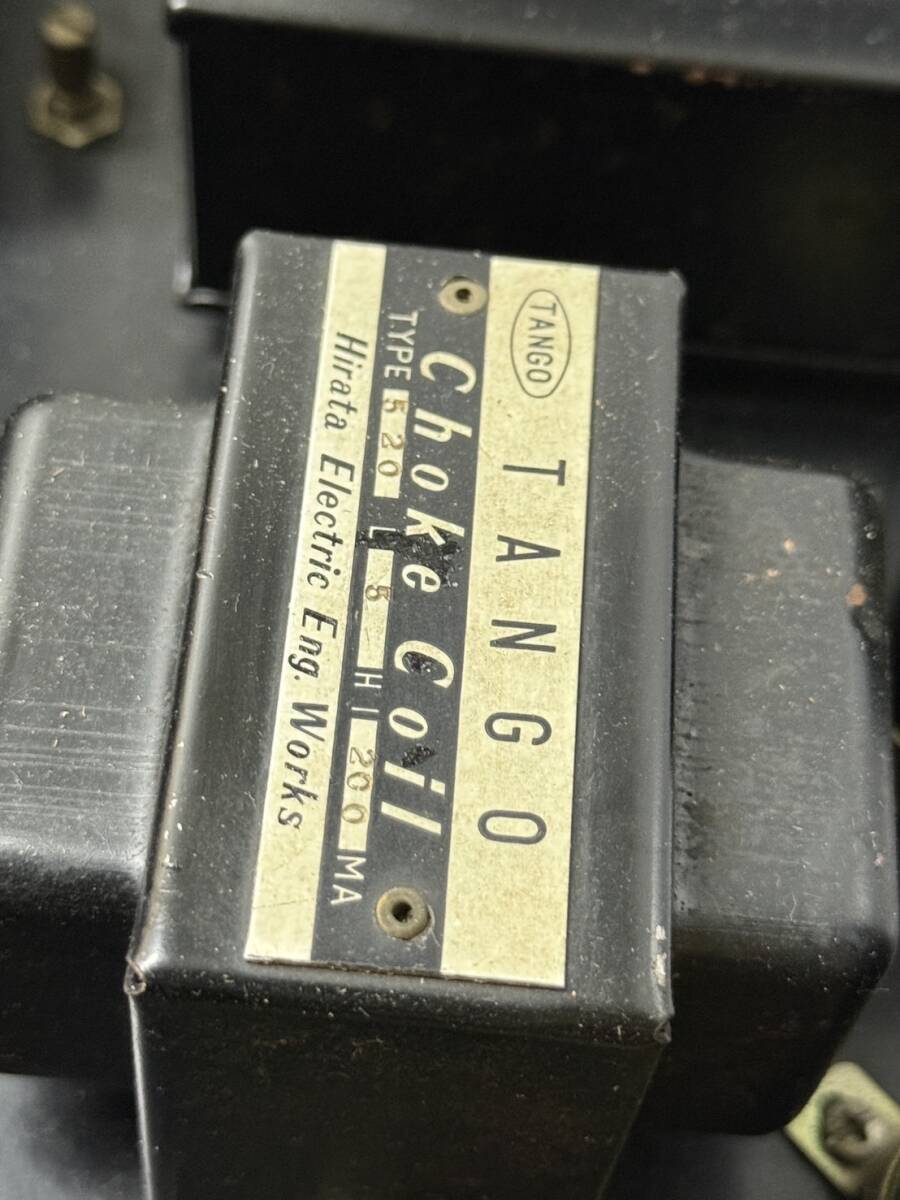 TANGO
TANGO
Choke Coil
TYPE 520 L 5 H I 200 MA
Hirata Electric Eng. Works